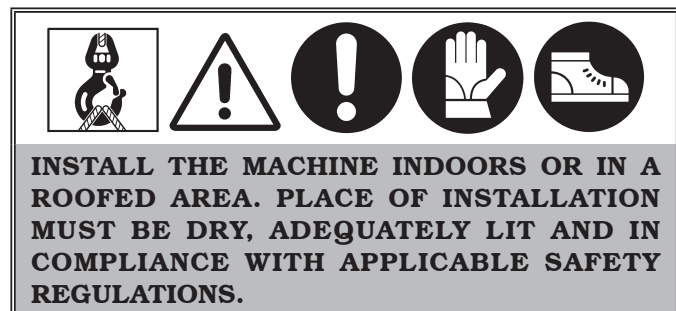 INSTALL THE MACHINE INDOORS OR IN A
ROOFED AREA. PLACE OF INSTALLATION
MUST BE DRY, ADEQUATELY LIT AND IN
COMPLIANCE WITH APPLICABLE SAFETY
REGULATIONS.